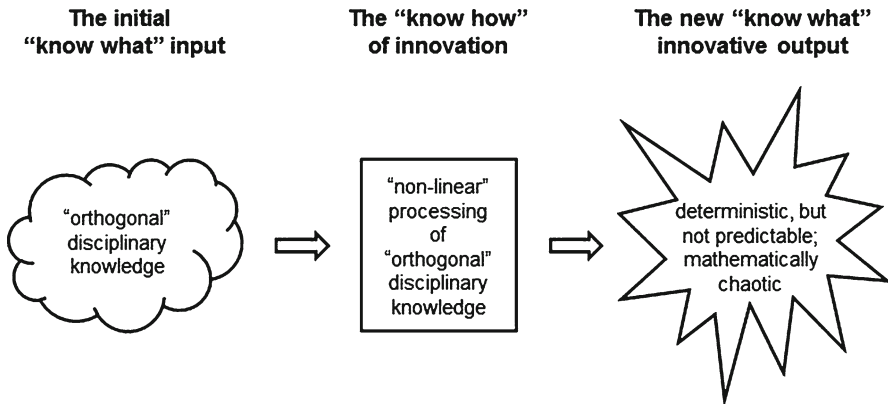 The initial
“know what” input
The “know how”
of innovation
The new “know what”
innovative output
“orthogonal”
disciplinary
knowledge
“non-linear”
processing
of
“orthogonal”
disciplinary
knowledge
deterministic, but
not predictable;
mathematically
chaotic